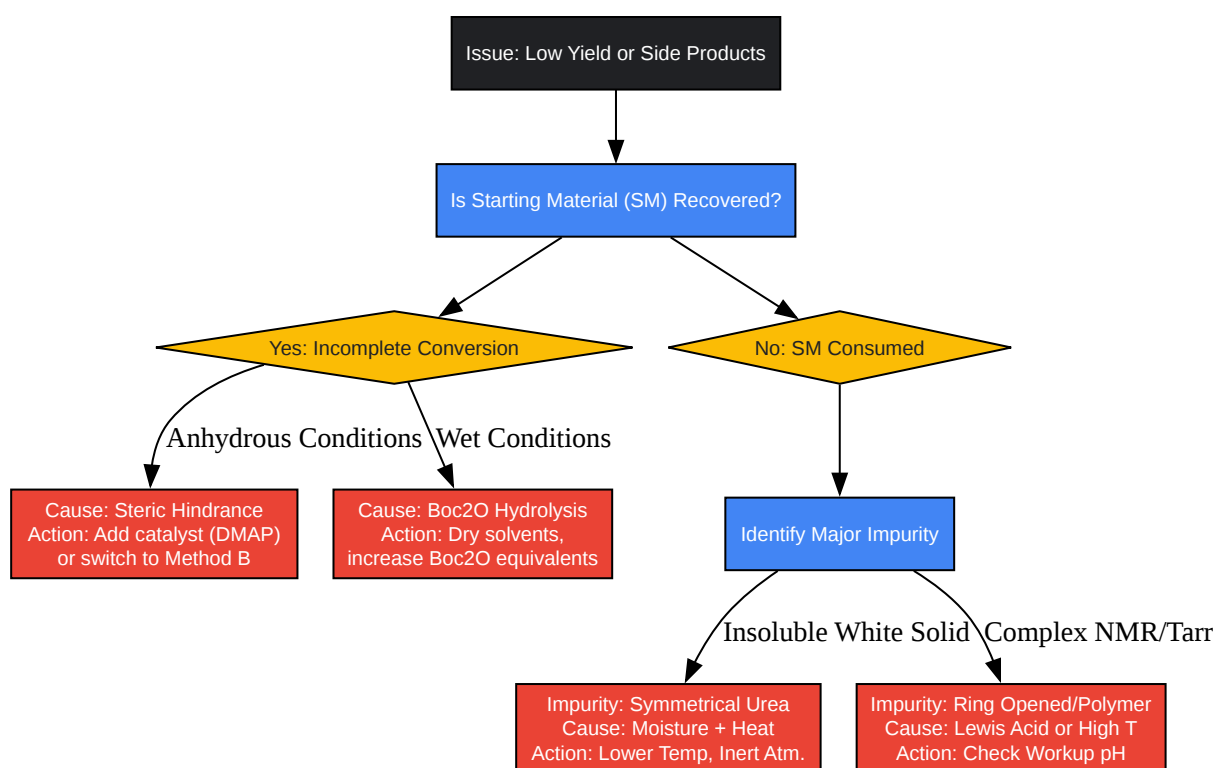 Issue: Low Yield or Side Products
Is Starting Material (SM) Recovered?
Yes: Incomplete Conversion
No: SM Consumed
Anhydrous Conditions
Wet Conditions
Cause: Steric Hindrance
Action: Add catalyst (DMAP)
or switch to Method B
Cause: Boc2O Hydrolysis
Action: Dry solvents,
increase Boc2O equivalents
Identify Major Impurity
Insoluble White Solid
Complex NMR/Tarr
Impurity: Symmetrical Urea
Cause: Moisture + Heat
Action: Lower Temp, Inert Atm.
Impurity: Ring Opened/Polymer
Cause: Lewis Acid or High T
Action: Check Workup pH